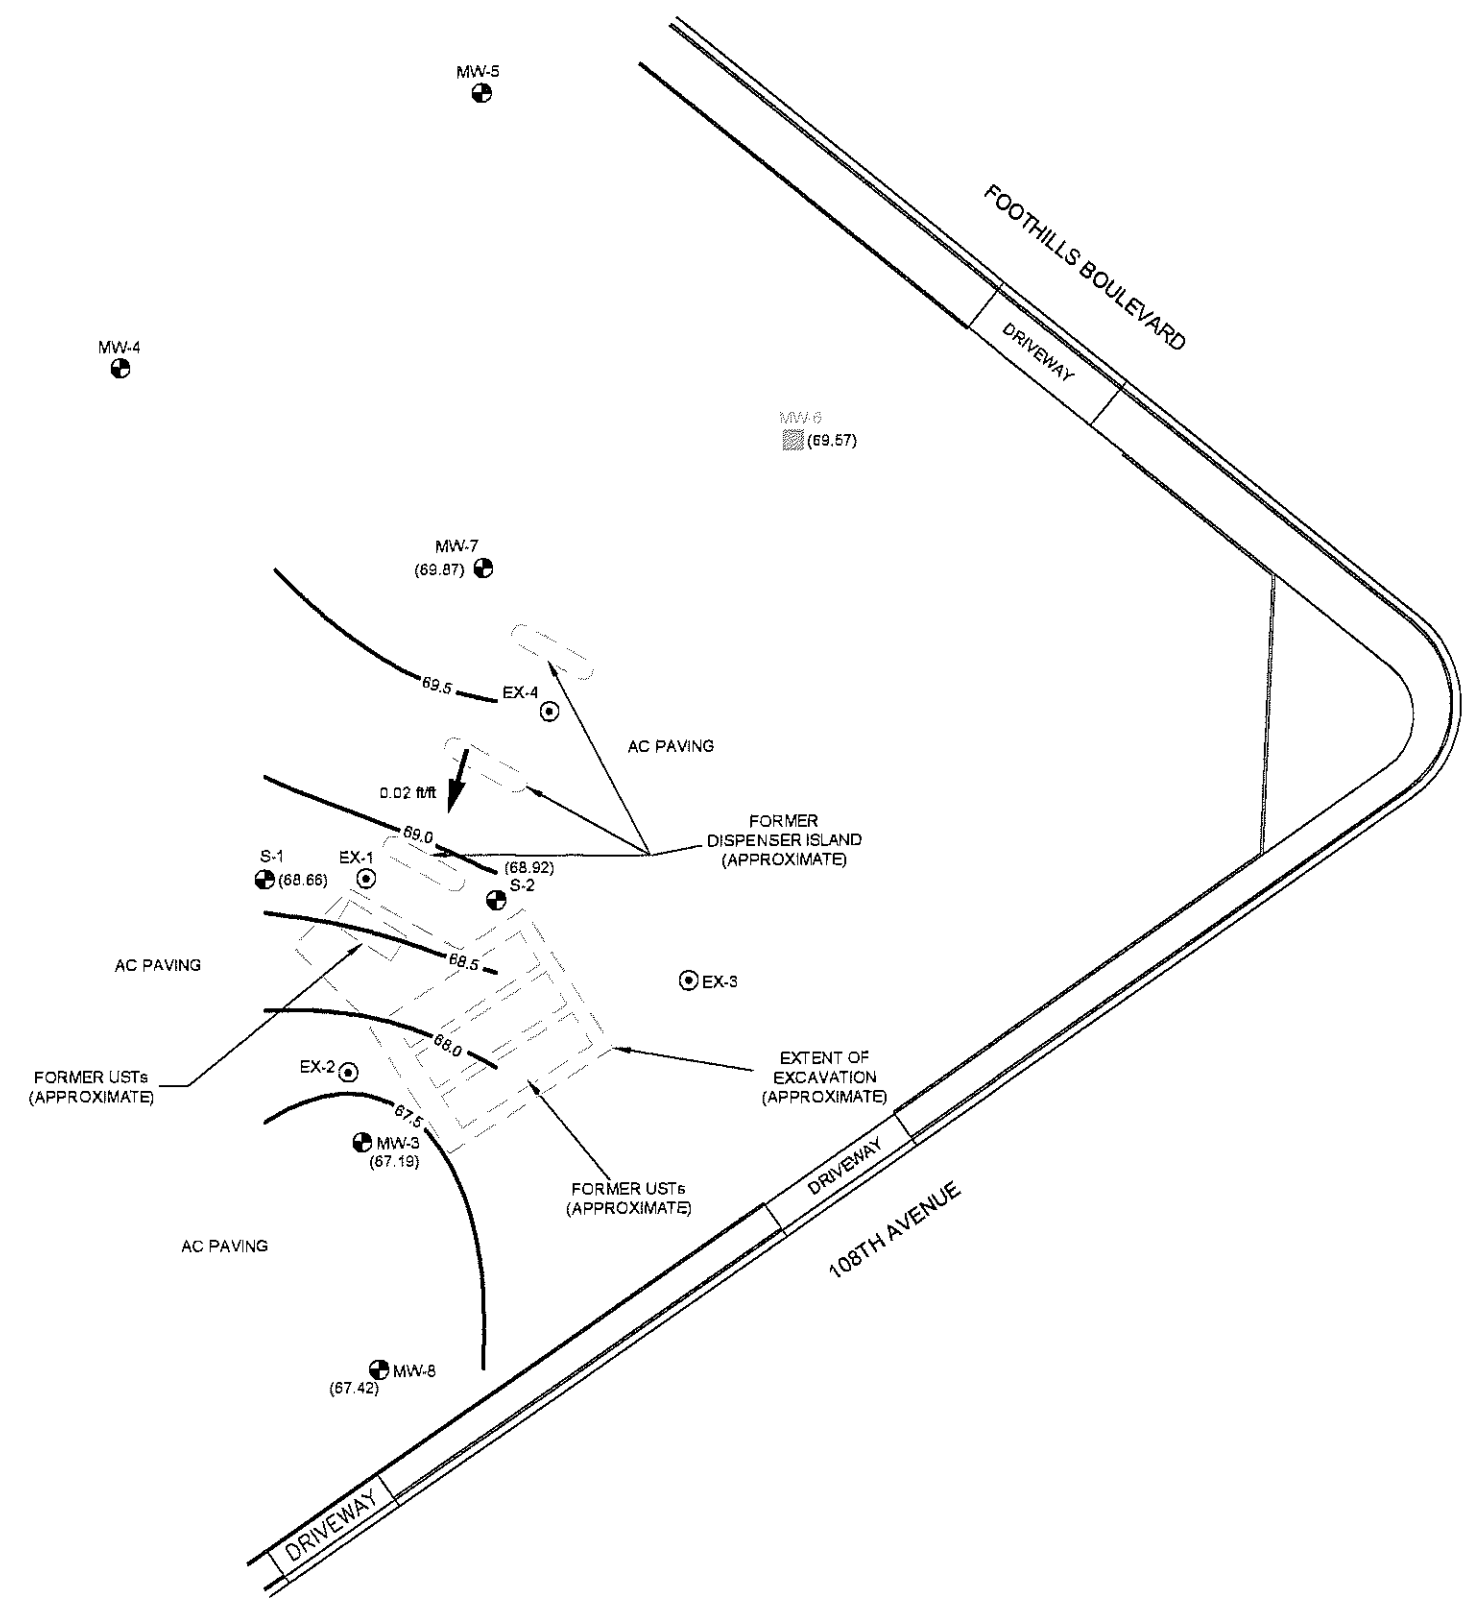 MW-5
FOOTHILLS BOULEVARD
DRIVEWAY
MW-4
MW-6
(69.57)
MW-7
(69.87)
69.5
EX-4
AC PAVING
0.02 ft/ft
69.0
FORMER
DISPENSER ISLAND
(APPROXIMATE)
S-1
(68.66)
EX-1
(68.92)
S-2
AC PAVING
68.5
EX-3
68.0
EX-2
FORMER USTs
(APPROXIMATE)
EXTENT OF
EXCAVATION
(APPROXIMATE)
67.5
MW-3
(67.19)
FORMER USTs
(APPROXIMATE)
DRIVEWAY
108TH AVENUE
AC PAVING
MW-8
(67.42)
DRIVEWAY